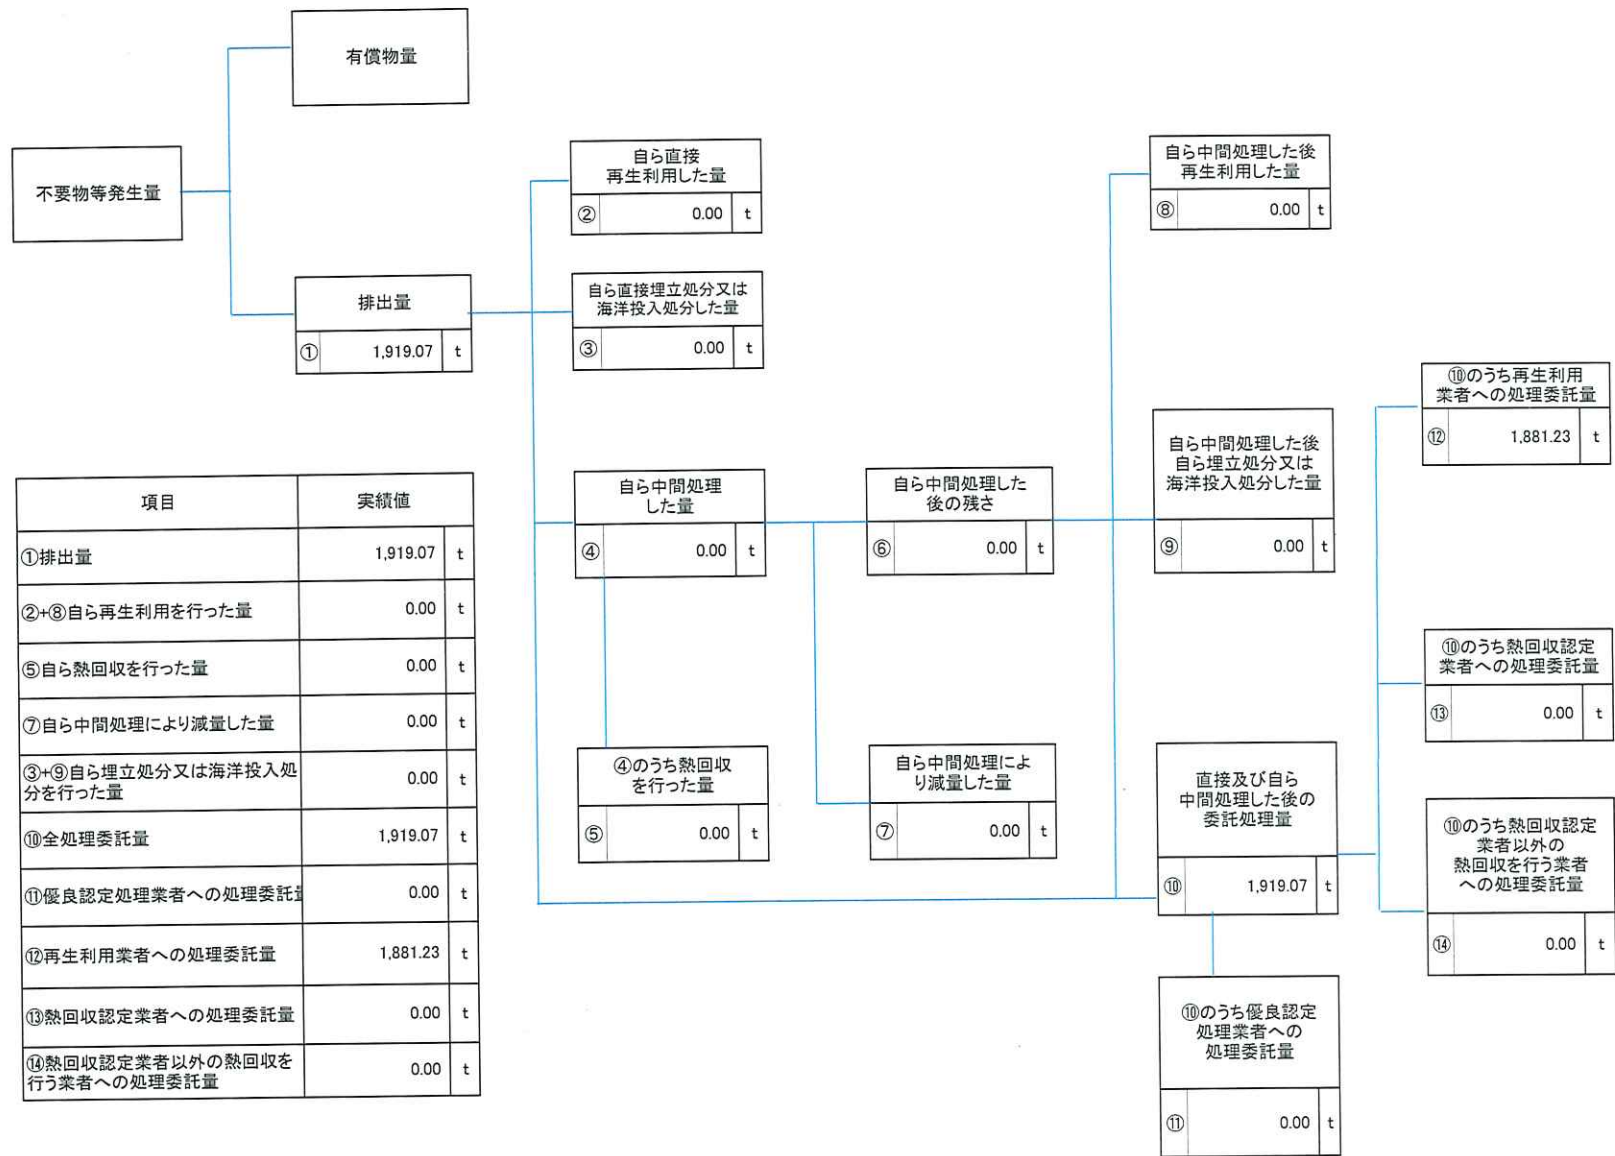 有償物量
不要物等発生量
排出量
① 1,919.07 t
自ら直接
再生利用した量
② 0.00 t
自ら直接埋立処分又は
海洋投入処分した量
③ 0.00 t
自ら中間処理
した量
④ 0.00 t
④のうち熱回収
を行った量
⑤ 0.00 t
自ら中間処理した
後の残さ
⑥ 0.00 t
自ら中間処理によ
り減量した量
⑦ 0.00 t
自ら中間処理した後
再生利用した量
⑧ 0.00 t
自ら中間処理した後
自ら埋立処分又は
海洋投入処分した量
⑨ 0.00 t
直接及び自ら
中間処理した後の
委託処理量
⑩ 1,919.07 t
⑩のうち優良認定
処理業者への
処理委託量
⑪ 0.00 t
⑩のうち再生利用
業者への処理委託量
⑫ 1,881.23 t
⑩のうち熱回収認定
業者への処理委託量
⑬ 0.00 t
⑩のうち熱回収認定
業者以外の
熱回収を行う業者
への処理委託量
⑭ 0.00 t
項目 実績値
①排出量 1,919.07 t
②+⑧自ら再生利用を行った量 0.00 t
⑤自ら熱回収を行った量 0.00 t
⑦自ら中間処理により減量した量 0.00 t
③+⑨自ら埋立処分又は海洋投入処
分を行った量 0.00 t
⑩全処理委託量 1,919.07 t
⑪優良認定処理業者への処理委託量 0.00 t
⑫再生利用業者への処理委託量 1,881.23 t
⑬熱回収認定業者への処理委託量 0.00 t
⑭熱回収認定業者以外の熱回収を
行う業者への処理委託量 0.00 t